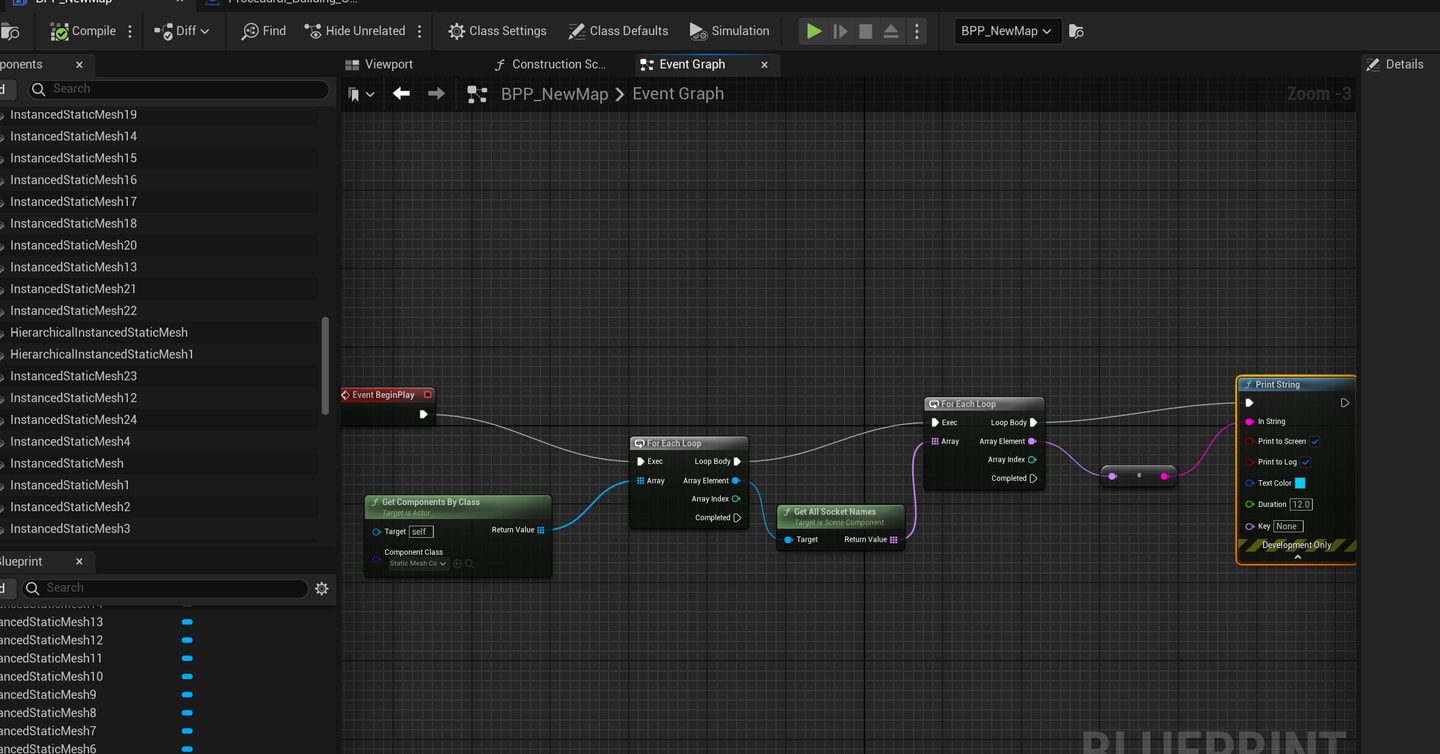 BPP_NewMap
Compile
Diff
Find
Hide Unrelated
Class Settings
Class Defaults
Simulation
BPP_NewMap
ponents
Viewport
Construction Sc...
Event Graph
Details
d
Search
BPP_NewMap > Event Graph
Zoom -3
InstancedStaticMesh19
InstancedStaticMesh14
InstancedStaticMesh15
InstancedStaticMesh16
InstancedStaticMesh17
InstancedStaticMesh18
InstancedStaticMesh20
InstancedStaticMesh13
InstancedStaticMesh21
InstancedStaticMesh22
HierarchicalInstancedStaticMesh
HierarchicalInstancedStaticMesh1
InstancedStaticMesh23
InstancedStaticMesh12
InstancedStaticMesh24
InstancedStaticMesh4
InstancedStaticMesh
InstancedStaticMesh1
InstancedStaticMesh2
InstancedStaticMesh3
Blueprint
d
Search
ancedStaticMesh13
ancedStaticMesh12
ancedStaticMesh11
ancedStaticMesh10
ancedStaticMesh9
ancedStaticMesh8
ancedStaticMesh7
ancedStaticMesh6
Event BeginPlay
Get Components By Class
Target is Actor
Target self
Return Value
Component Class
Static Mesh Co
For Each Loop
Exec
Loop Body
Array
Array Element
Array Index
Completed
Get All Socket Names
Target is Scene Component
Target
Return Value
For Each Loop
Exec
Loop Body
Array
Array Element
Array Index
Completed
Print String
In String
Print to Screen
Print to Log
Text Color
Duration 12.0
Key None
Development Only
BLUEPRINT